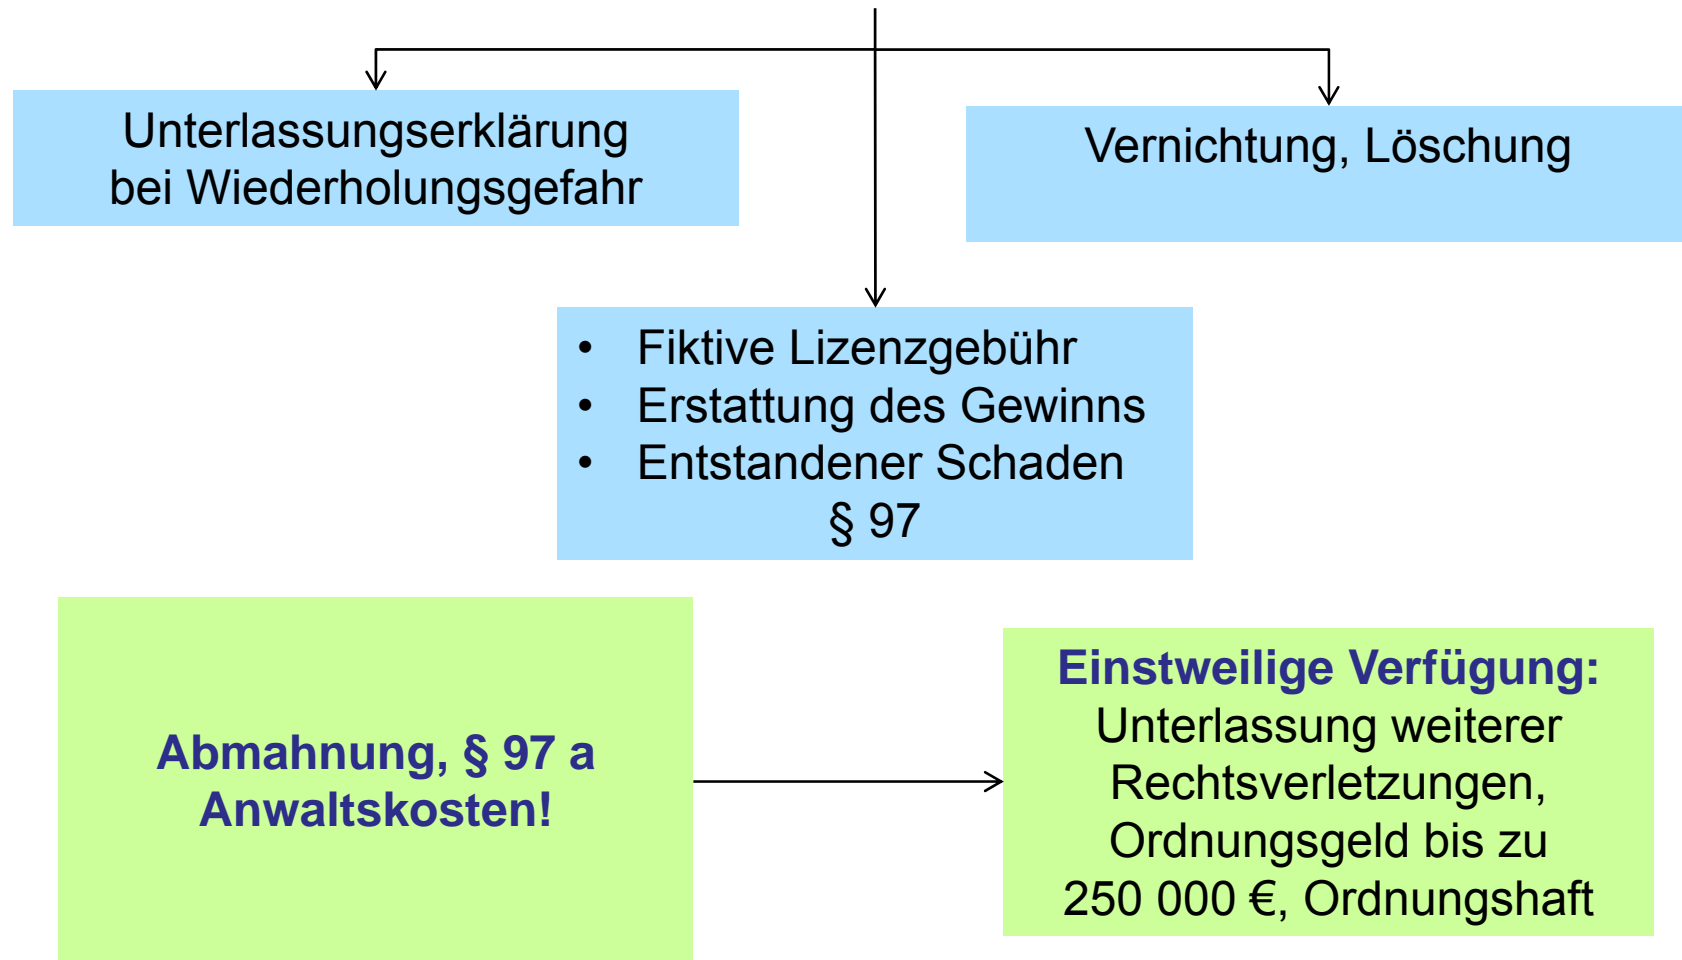 Unterlassungserklärung
bei Wiederholungsgefahr
Vernichtung, Löschung
• Fiktive Lizenzgebühr
• Erstattung des Gewinns
• Entstandener Schaden
§ 97
Abmahnung, § 97 a
Anwaltskosten!
Einstweilige Verfügung:
Unterlassung weiterer
Rechtsverletzungen,
Ordnungsgeld bis zu
250 000 €, Ordnungshaft